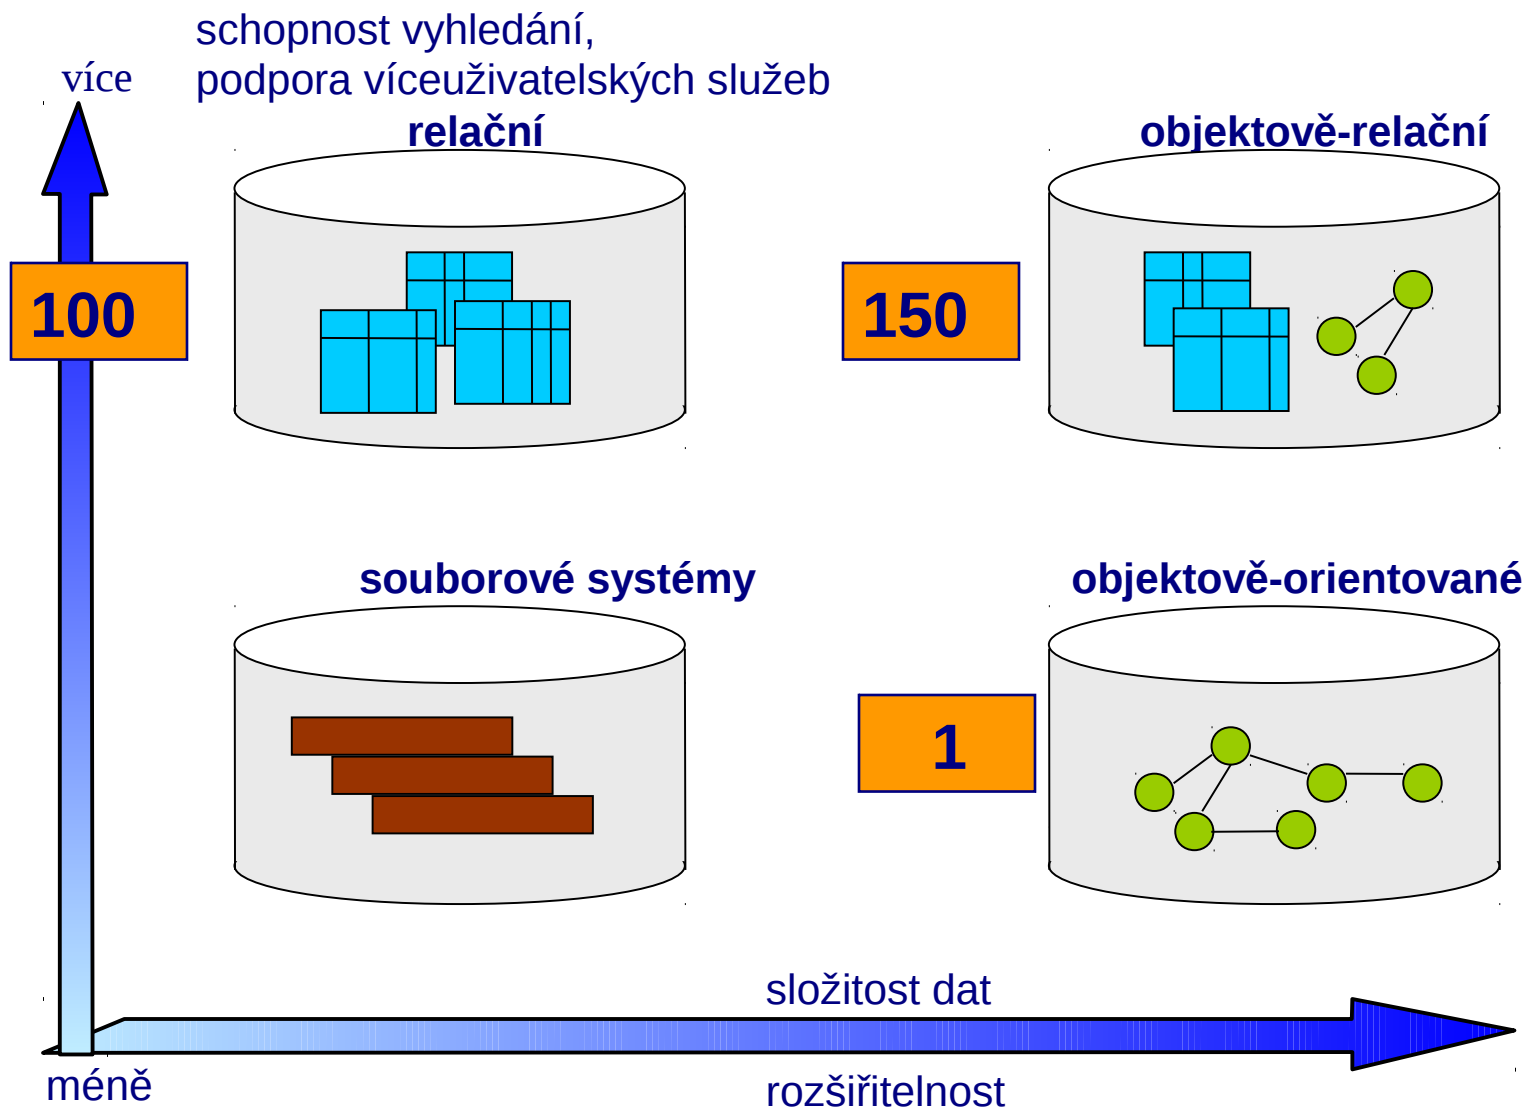 schopnost vyhledání,
více
podpora víceuživatelských služeb
relační
objektově-relační
100
150
souborové systémy
objektově-orientované
1
složitost dat
méně
rozšiřitelnost